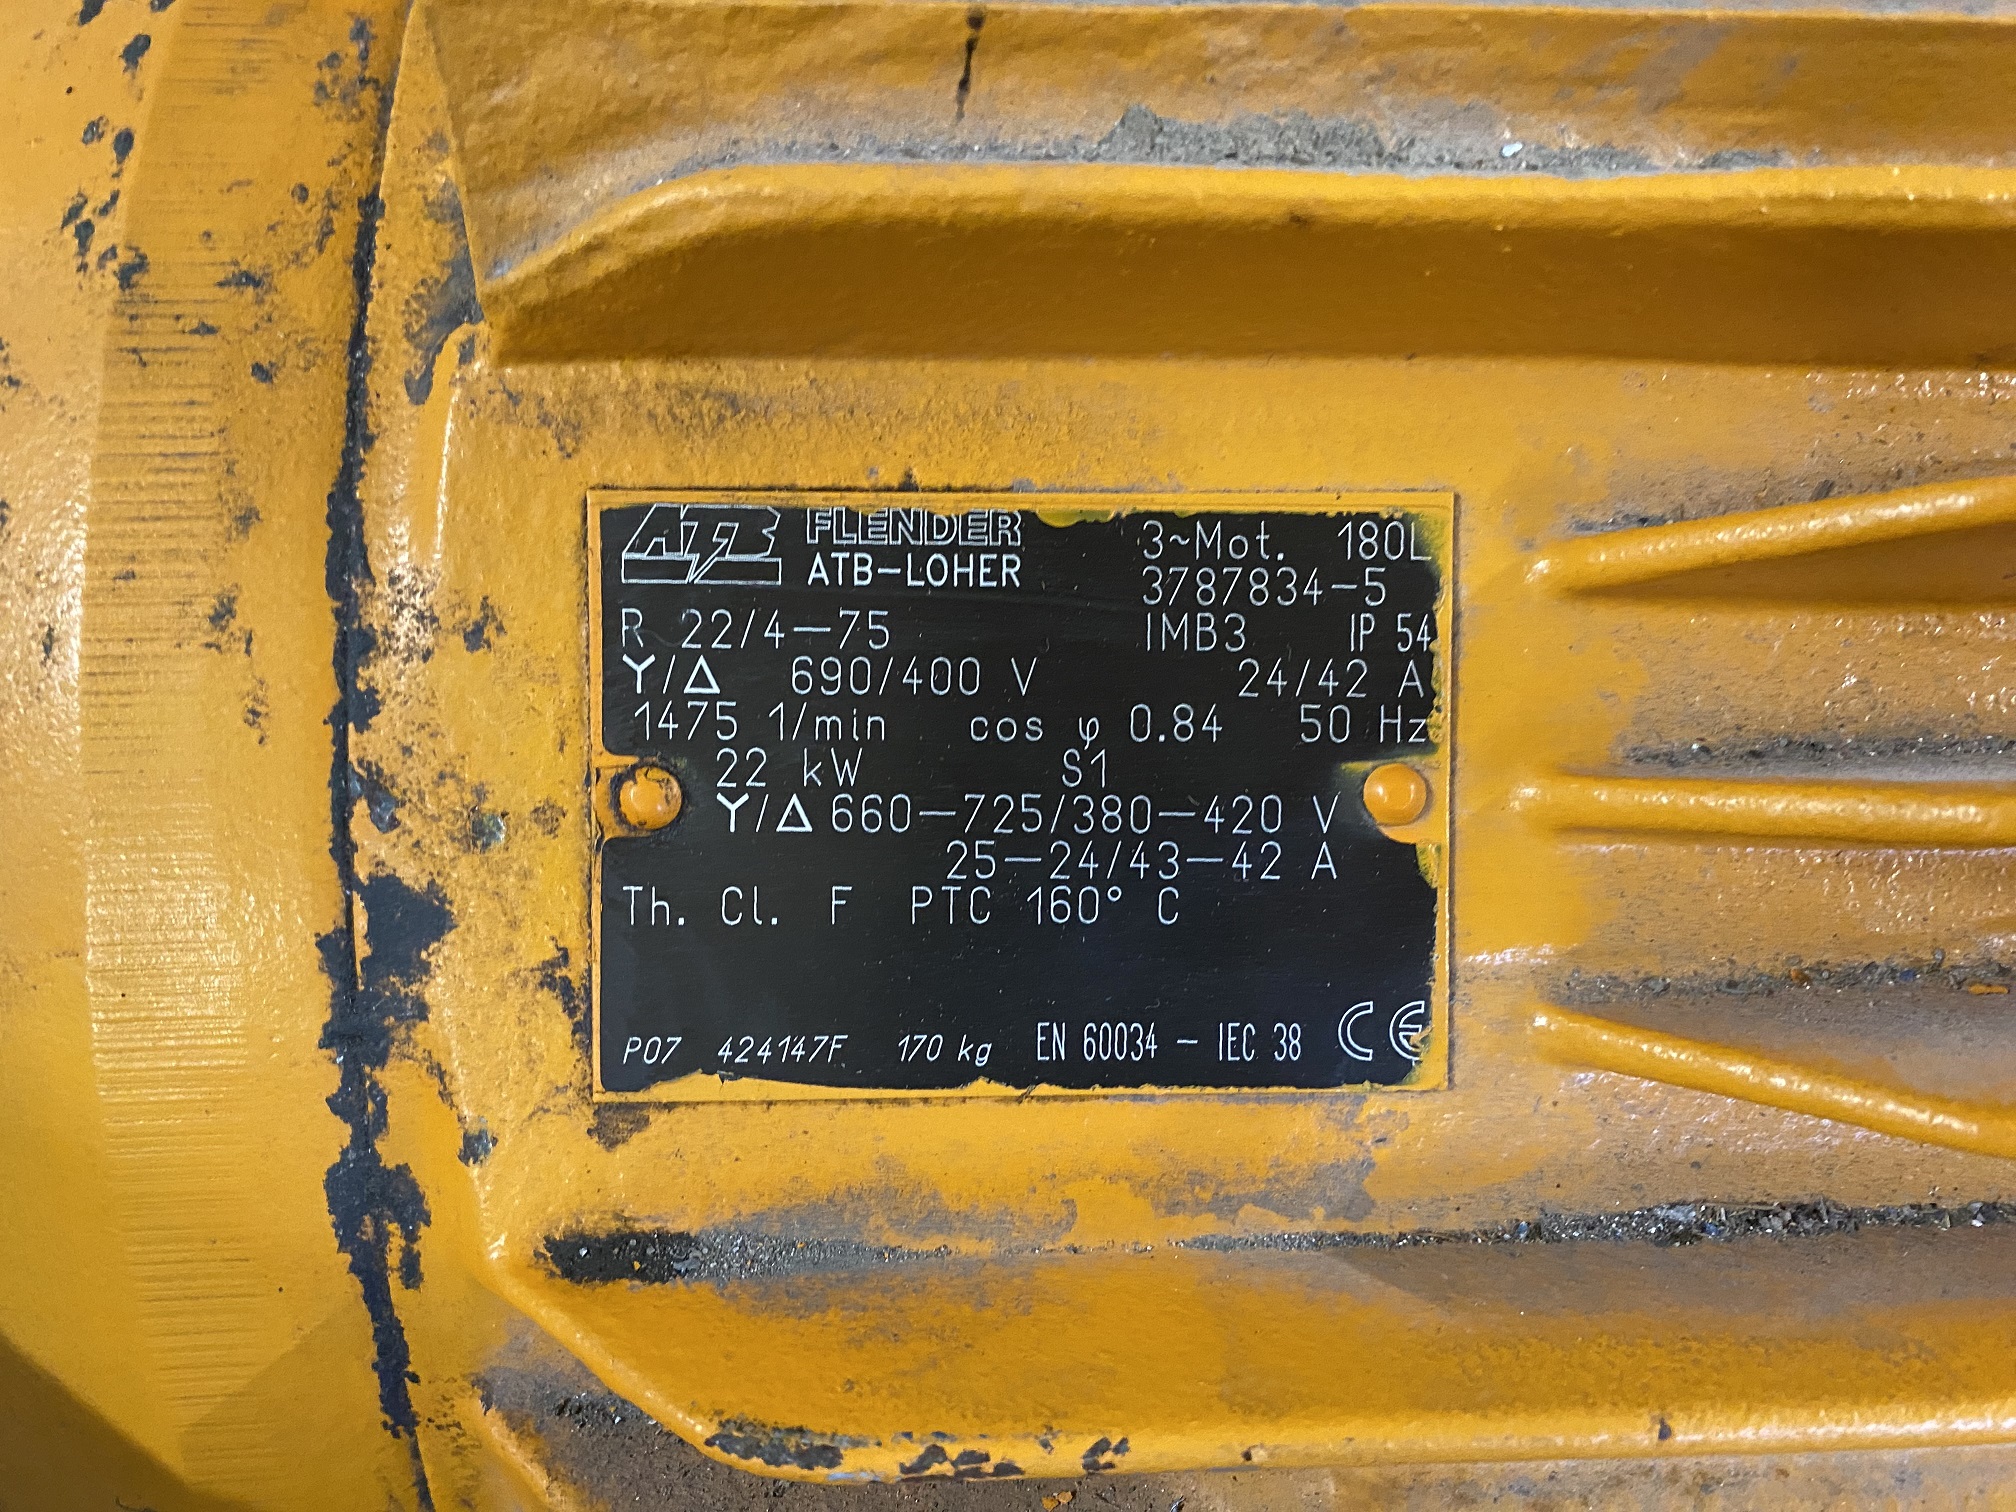 ATB FLENDER
ATB-LOHER
3~Mot. 180L
3787834-5
R 22/4-75 IMB3 IP 54
Y/Δ 690/400 V 24/42 A
1475 1/min cos φ 0.84 50 Hz
22 kW S1
Y/Δ 660-725/380-420 V
25-24/43-42 A
Th. Cl. F PTC 160° C
P07 424147F 170 kg EN 60034 - IEC 38 CE